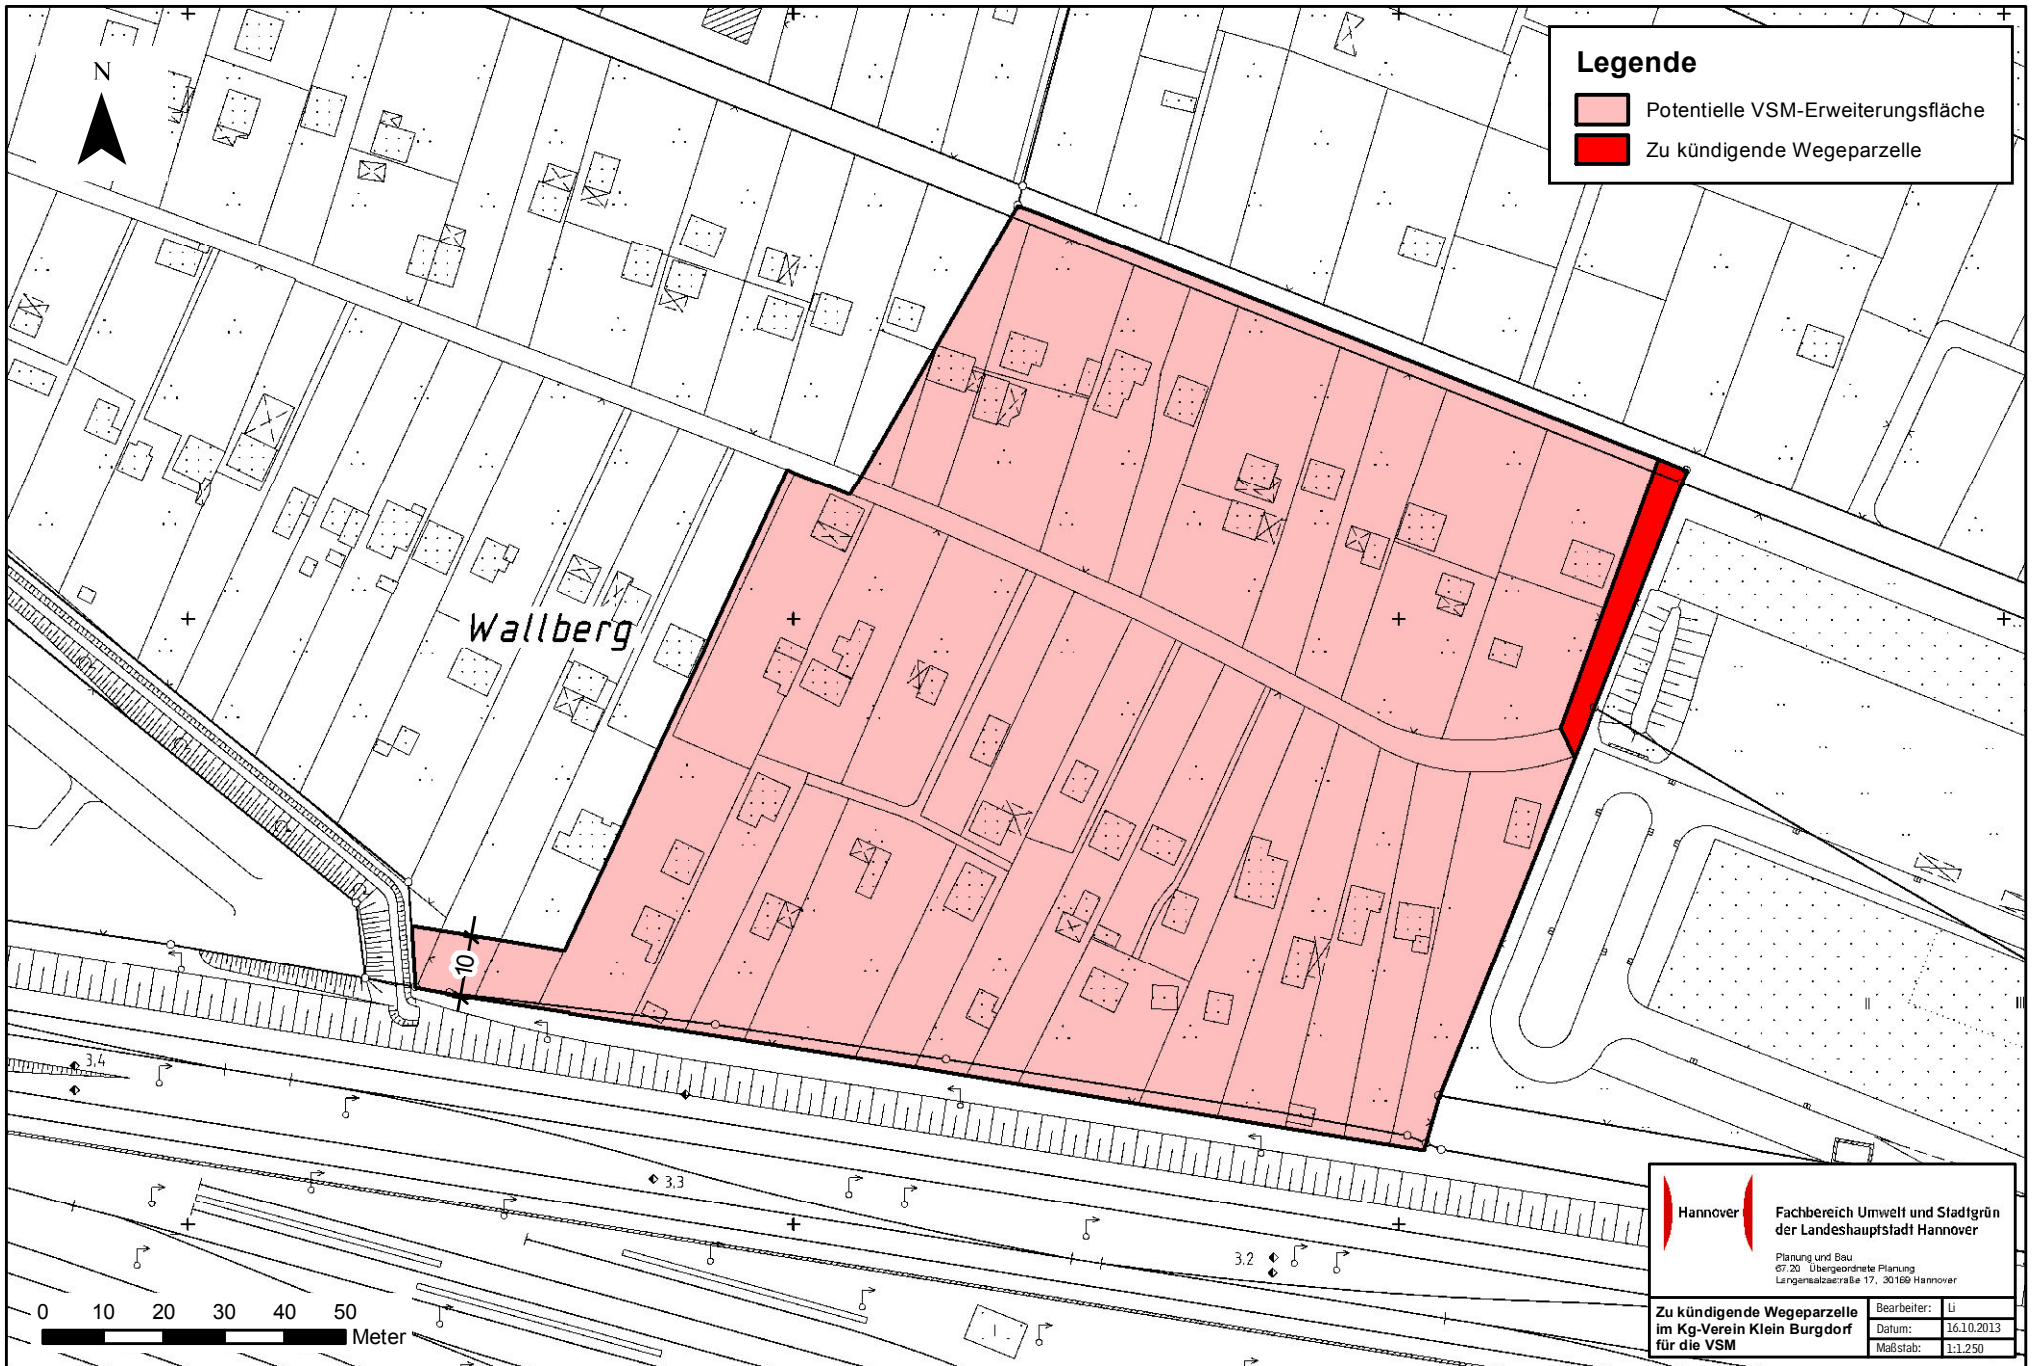 N
Legende
Potentielle VSM-Erweiterungsfläche
Zu kündigende Wegeparzelle
Wallberg
10
3,4
3,3
3.2
0 10 20 30 40 50
Meter
Hannover
Fachbereich Umwelt und Stadtgrün
der Landeshauptstadt Hannover
Planung und Bau
67.20 Übergeordnete Planung
Langensalzastraße 17, 30169 Hannover
Zu kündigende Wegeparzelle
im Kg-Verein Klein Burgdorf
für die VSM
Bearbeiter: Li
Datum: 16.10.2013
Maßstab: 1:1.250